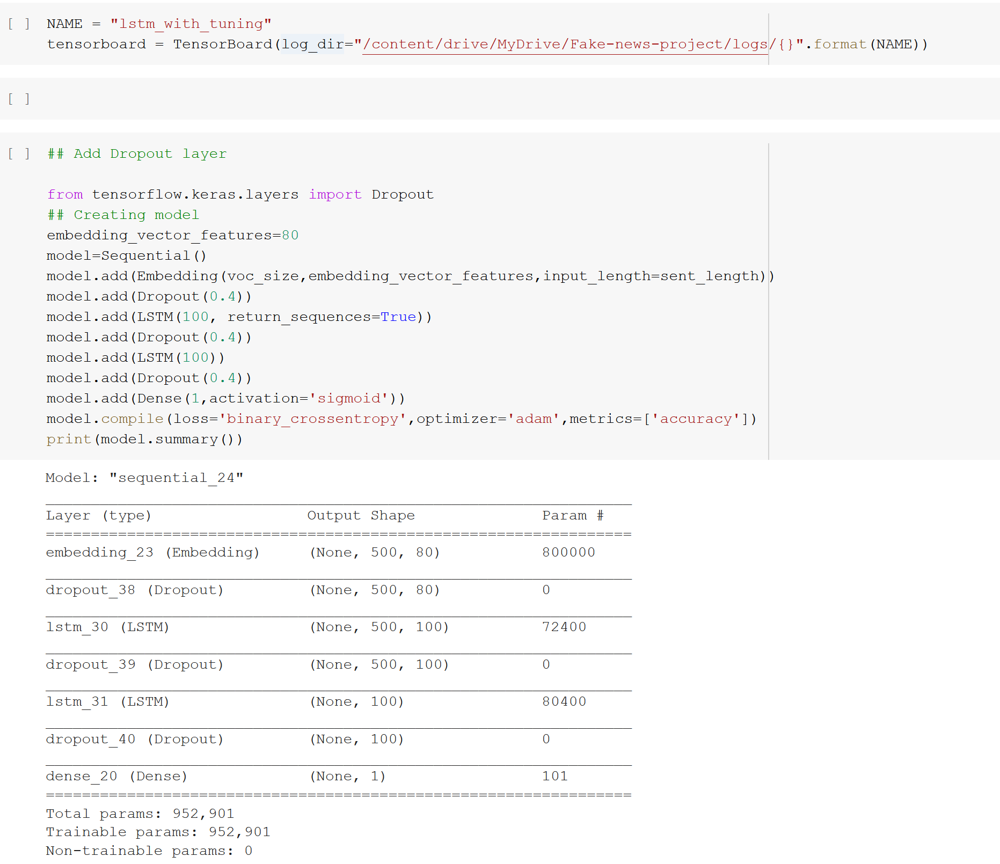 [ ] NAME = "lstm_with_tuning"
tensorboard = TensorBoard(log_dir="/content/drive/MyDrive/Fake-news-project/logs/{}".format(NAME))
[ ]
[ ] ## Add Dropout layer
from tensorflow.keras.layers import Dropout
## Creating model
embedding_vector_features=80
model=Sequential()
model.add(Embedding(voc_size,embedding_vector_features,input_length=sent_length))
model.add(Dropout(0.4))
model.add(LSTM(100, return_sequences=True))
model.add(Dropout(0.4))
model.add(LSTM(100))
model.add(Dropout(0.4))
model.add(Dense(1,activation='sigmoid'))
model.compile(loss='binary_crossentropy',optimizer='adam',metrics=['accuracy'])
print(model.summary())
Model: "sequential_24"
_________________________________________________________________
Layer (type)                 Output Shape              Param #
=================================================================
embedding_23 (Embedding)     (None, 500, 80)           800000
_________________________________________________________________
dropout_38 (Dropout)         (None, 500, 80)           0
_________________________________________________________________
lstm_30 (LSTM)               (None, 500, 100)          72400
_________________________________________________________________
dropout_39 (Dropout)         (None, 500, 100)          0
_________________________________________________________________
lstm_31 (LSTM)               (None, 100)               80400
_________________________________________________________________
dropout_40 (Dropout)         (None, 100)               0
_________________________________________________________________
dense_20 (Dense)             (None, 1)                 101
=================================================================
Total params: 952,901
Trainable params: 952,901
Non-trainable params: 0